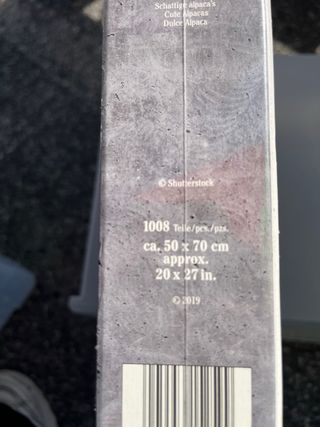 Schattige alpaca's
Cute Alpacas
Dulce Alpaca
© Shutterstock
1008 Teile/pcs./pzs.
ca. 50 x 70 cm
approx.
20 x 27 in.
© 2019